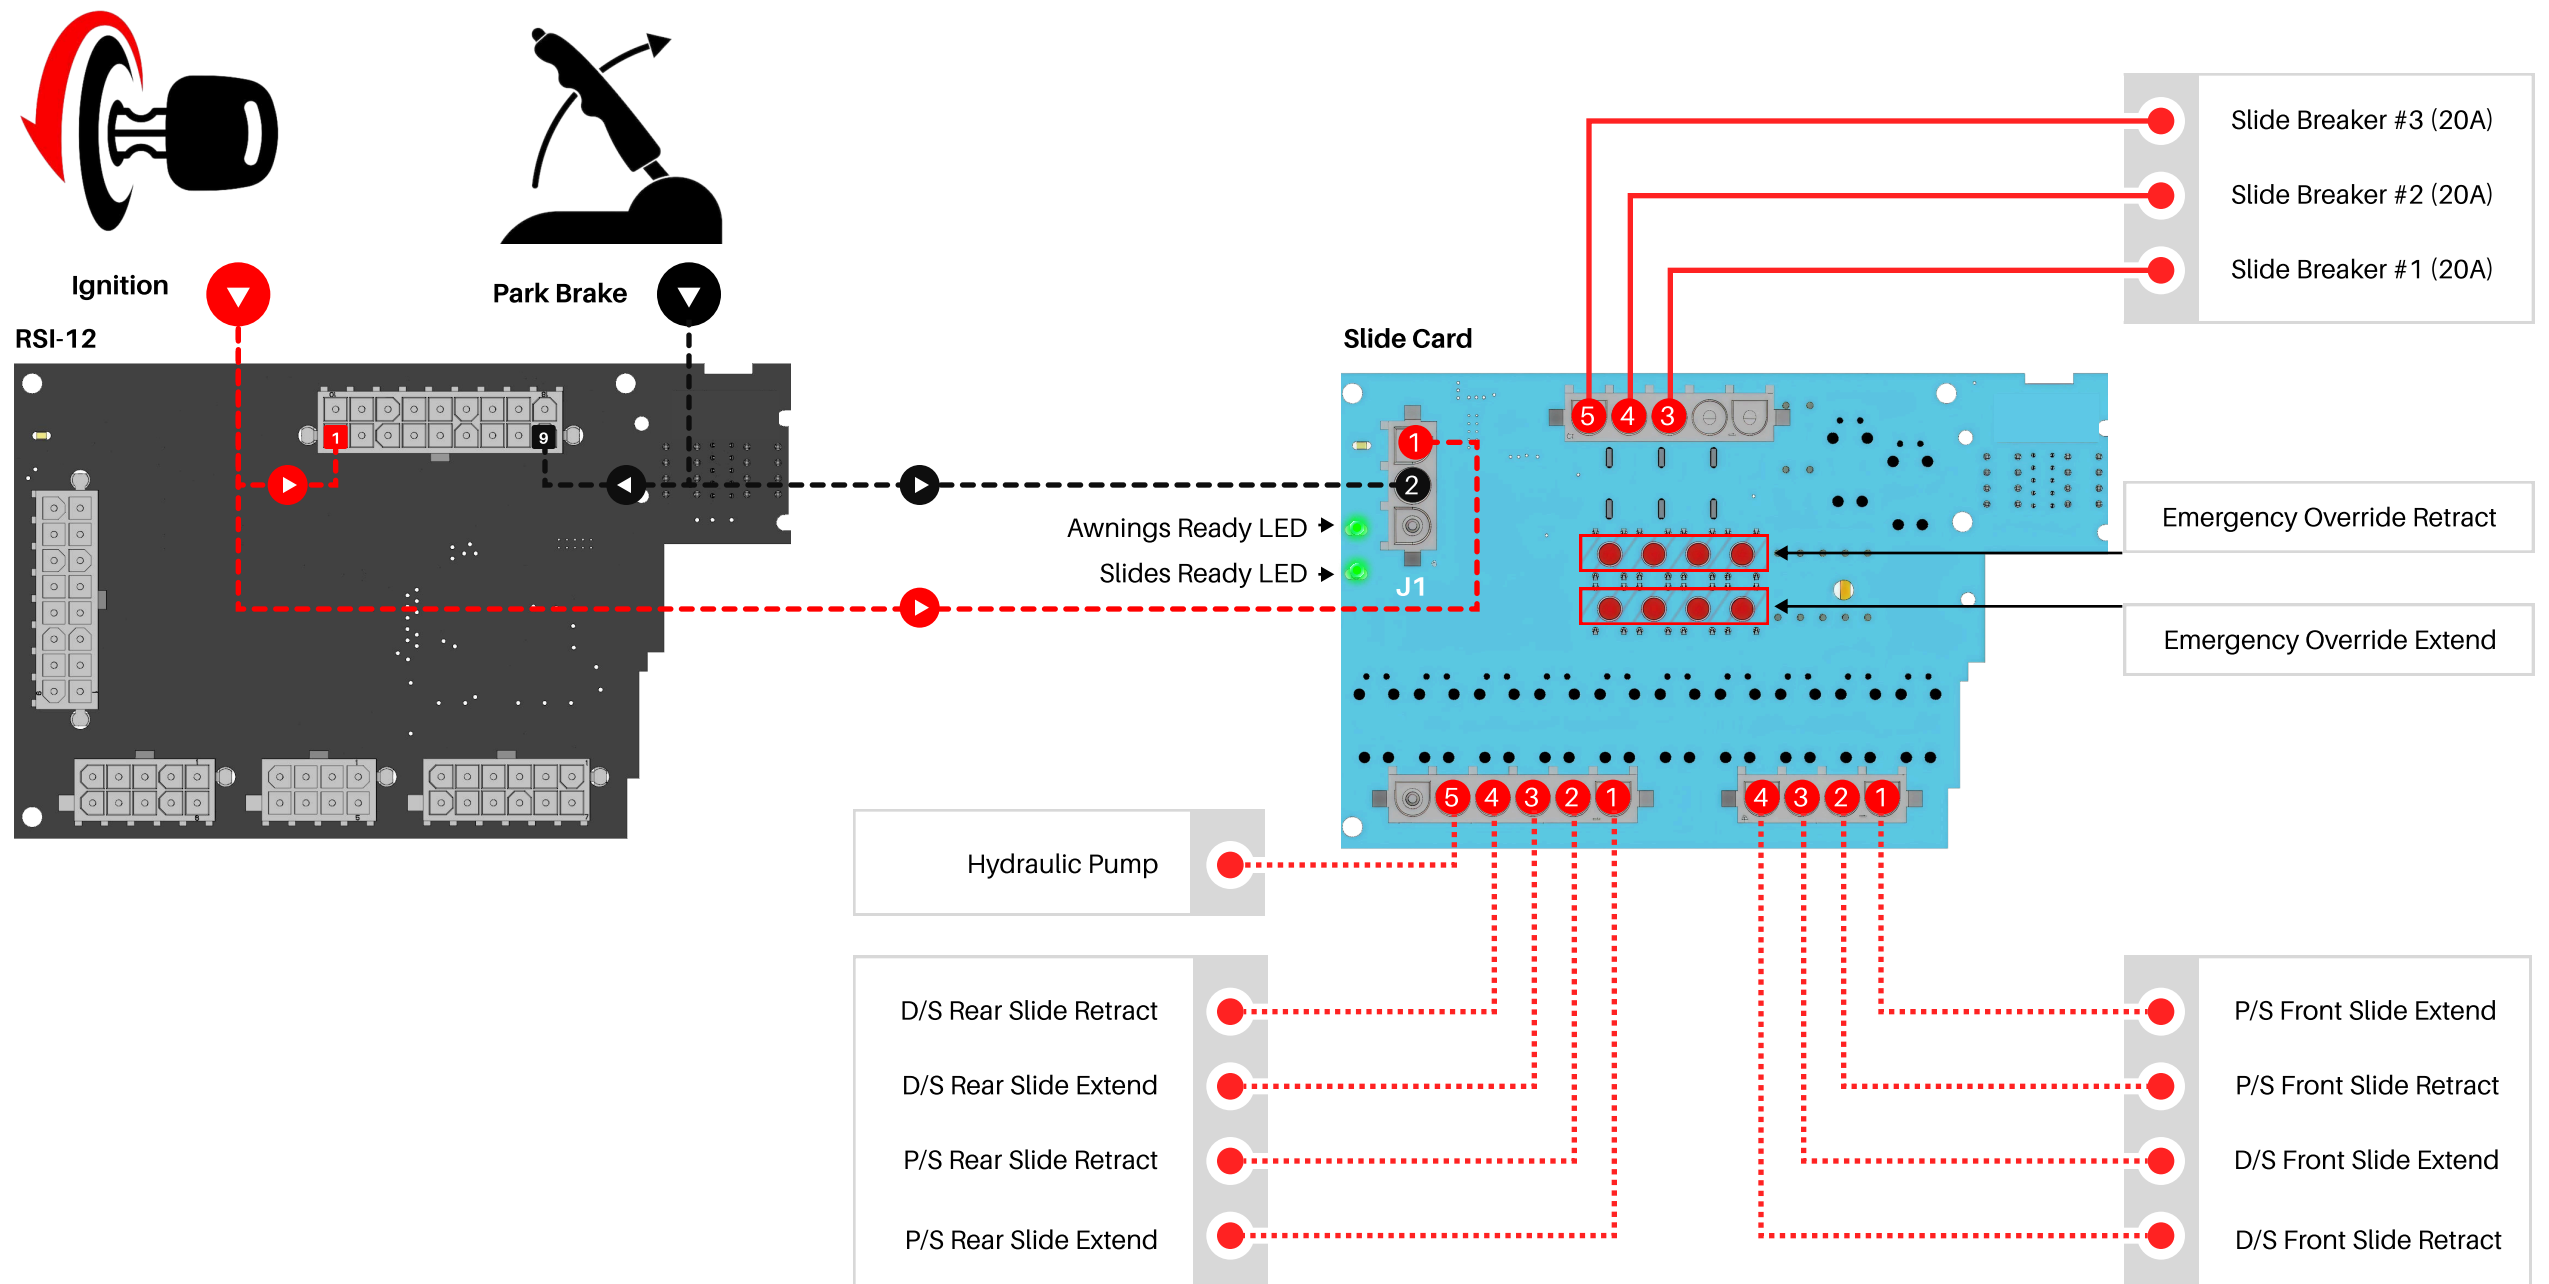 Slide Breaker #3 (20A)
Slide Breaker #2 (20A)
Slide Breaker #1 (20A)
Ignition
Park Brake
RSI-12
Slide Card
1
9
5
4
3
1
2
J1
Awnings Ready LED
Slides Ready LED
Emergency Override Retract
Emergency Override Extend
5
4
3
2
1
4
3
2
1
Hydraulic Pump
D/S Rear Slide Retract
D/S Rear Slide Extend
P/S Rear Slide Retract
P/S Rear Slide Extend
P/S Front Slide Extend
P/S Front Slide Retract
D/S Front Slide Extend
D/S Front Slide Retract